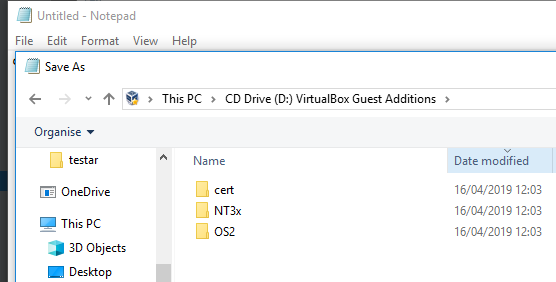 Untitled - Notepad
File Edit Format View Help
Save As
This PC > CD Drive (D:) VirtualBox Guest Additions >
Organise
testar
OneDrive
This PC
3D Objects
Desktop
Name Date modified
cert 16/04/2019 12:03
NT3x 16/04/2019 12:03
OS2 16/04/2019 12:03